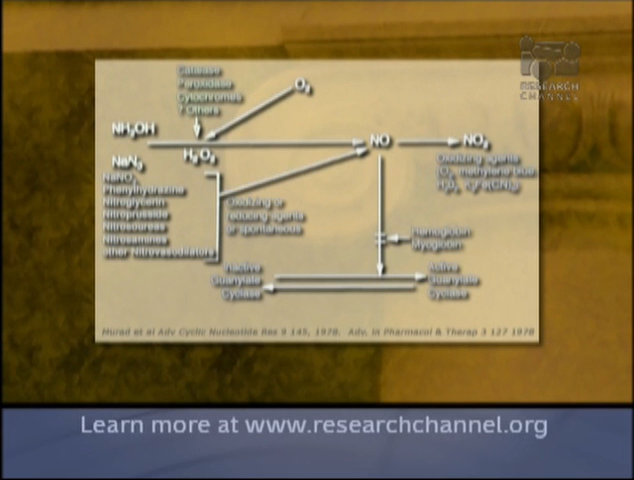 RESEARCH
CHANNEL
Catalase
Peroxidase
Cytochromes
? Others
O₂
NH₂OH
NaN₃
H₂O₂
NO
NO₂
NaNO₂
Phenylhydrazine
Nitroglycerin
Nitroprusside
Nitrosoureas
Nitrosamines
other Nitrovasodilators
Oxidizing or
reducing agents
or spontaneous
Oxidizing agents
(O₂, methylene blue
Hemoglobin
Myoglobin
Inactive
Guanylate
Cyclase
Active
Guanylate
Cyclase
Murad et al Adv Cyclic Nucleotide Res 9 145, 1978, Adv. in Pharmacol & Therap 3 127 1978
Learn more at www.researchchannel.org